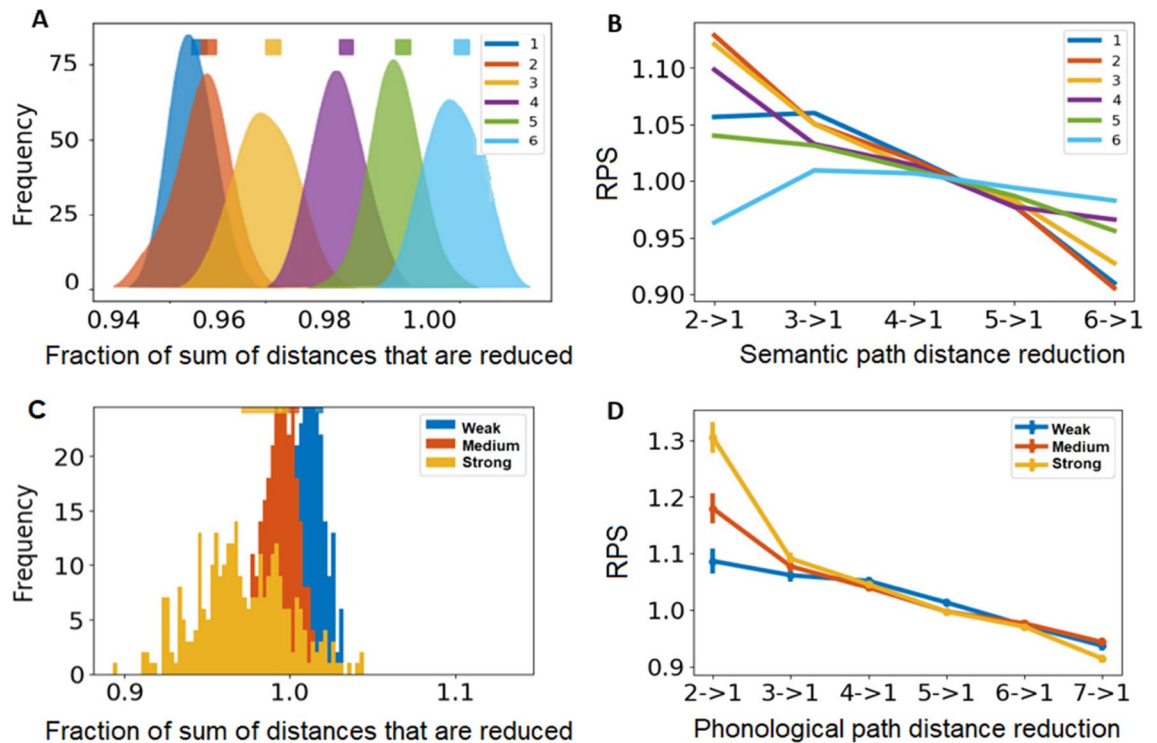 A
Frequency
75
50
25
0
0.94 0.96 0.98 1.00
Fraction of sum of distances that are reduced
1
2
3
4
5
6
B
RPS
1.10
1.05
1.00
0.95
0.90
2->1 3->1 4->1 5->1 6->1
Semantic path distance reduction
1
2
3
4
5
6
C
Frequency
20
15
10
5
0
0.9 1.0 1.1
Fraction of sum of distances that are reduced
Weak
Medium
Strong
D
RPS
1.3
1.2
1.1
1.0
0.9
2->1 3->1 4->1 5->1 6->1 7->1
Phonological path distance reduction
Weak
Medium
Strong